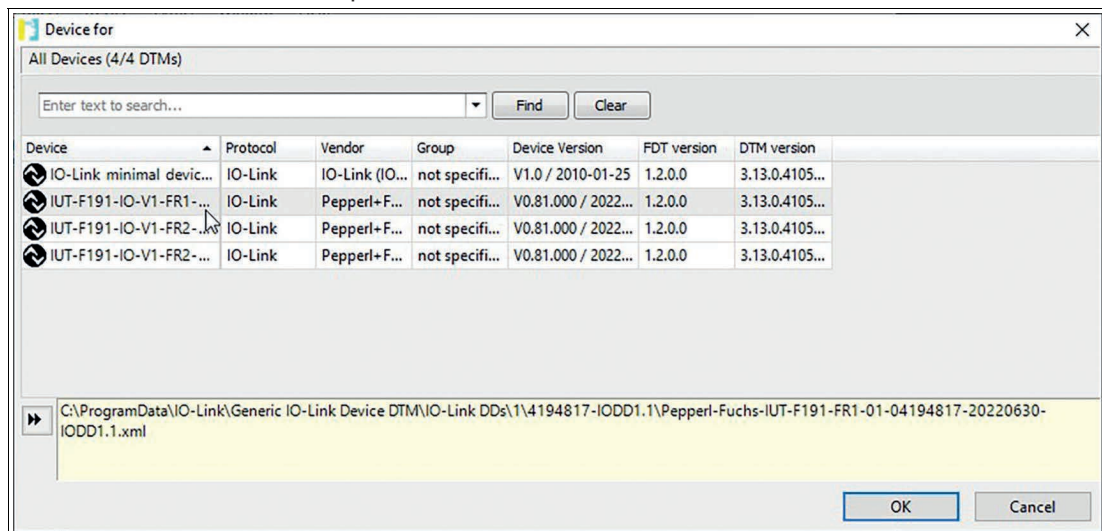 Device for
All Devices (4/4 DTMs)
Enter text to search...
Find Clear
Device Protocol Vendor Group Device Version FDT version DTM version
IO-Link minimal devic... IO-Link IO-Link (IO... not specifi... V1.0 / 2010-01-25 1.2.0.0 3.13.0.4105...
IUT-F191-IO-V1-FR1-... IO-Link Pepperl+F... not specifi... V0.81.000 / 2022... 1.2.0.0 3.13.0.4105...
IUT-F191-IO-V1-FR2-... IO-Link Pepperl+F... not specifi... V0.81.000 / 2022... 1.2.0.0 3.13.0.4105...
IUT-F191-IO-V1-FR2-... IO-Link Pepperl+F... not specifi... V0.81.000 / 2022... 1.2.0.0 3.13.0.4105...
C:\ProgramData\IO-Link\Generic IO-Link Device DTM\IO-Link DDs\1\4194817-IODD1.1\Pepperl-Fuchs-IUT-F191-FR1-01-04194817-20220630-
IODD1.1.xml
OK Cancel